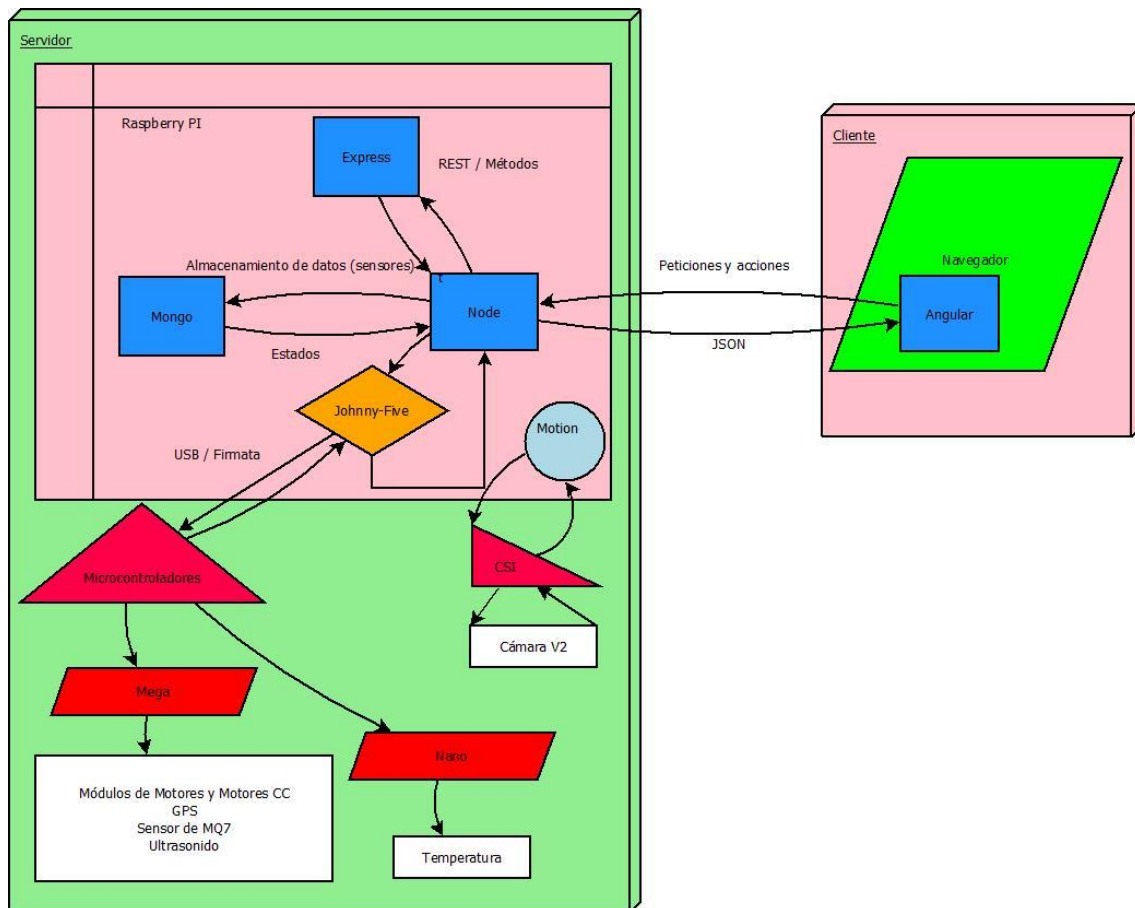 Servidor
Raspberry PI
Express
REST / Métodos
Almacenamiento de datos (sensores)
t
Mongo
Node
Estados
Johnny-Five
USB / Firmata
Motion
Microcontroladores
CSI
Cámara V2
Mega
Nano
Módulos de Motores y Motores CC
GPS
Sensor de MQ7
Ultrasonido
Temperatura
Peticiones y acciones
JSON
Cliente
Navegador
Angular